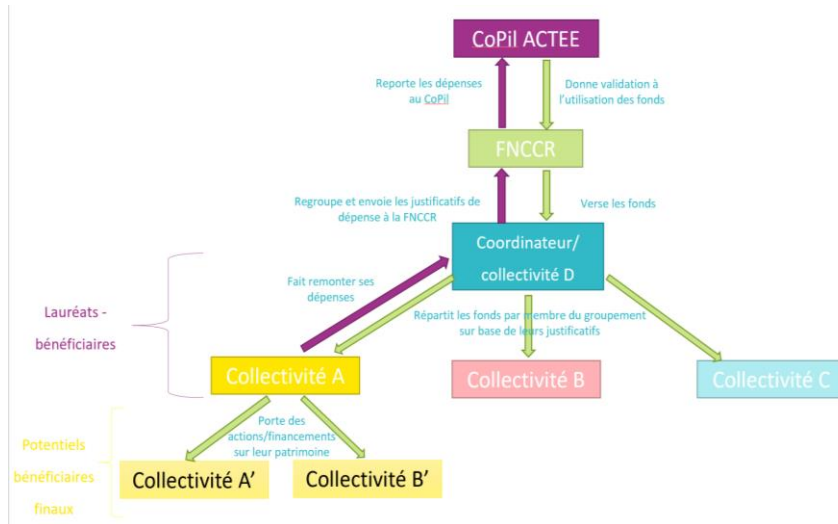 CoPil ACTEE
Reporte les dépenses
au CoPil
Donne validation à
l'utilisation des fonds
FNCCR
Regroupe et envoie les justificatifs de
dépense à la FNCCR
Verse les fonds
Coordinateur/
collectivité D
Fait remonter ses
dépenses
Lauréats -
bénéficiaires
Répartit les fonds par membre du groupement
sur base de leurs justificatifs
Collectivité A
Collectivité B
Collectivité C
Porte des
actions/financements
sur leur patrimoine
Potentiels
bénéficiaires
finaux
Collectivité A’
Collectivité B’